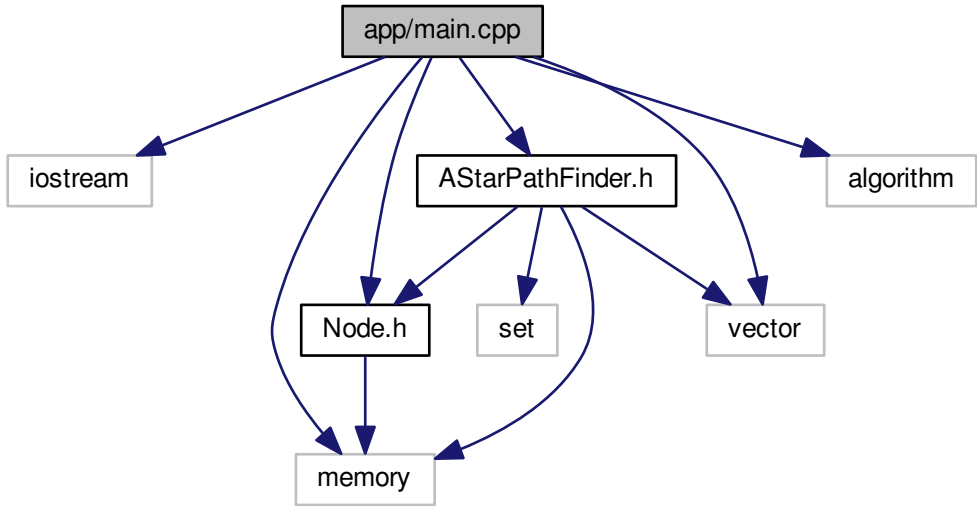 app/main.cpp
iostream
AStarPathFinder.h
algorithm
Node.h
set
vector
memory